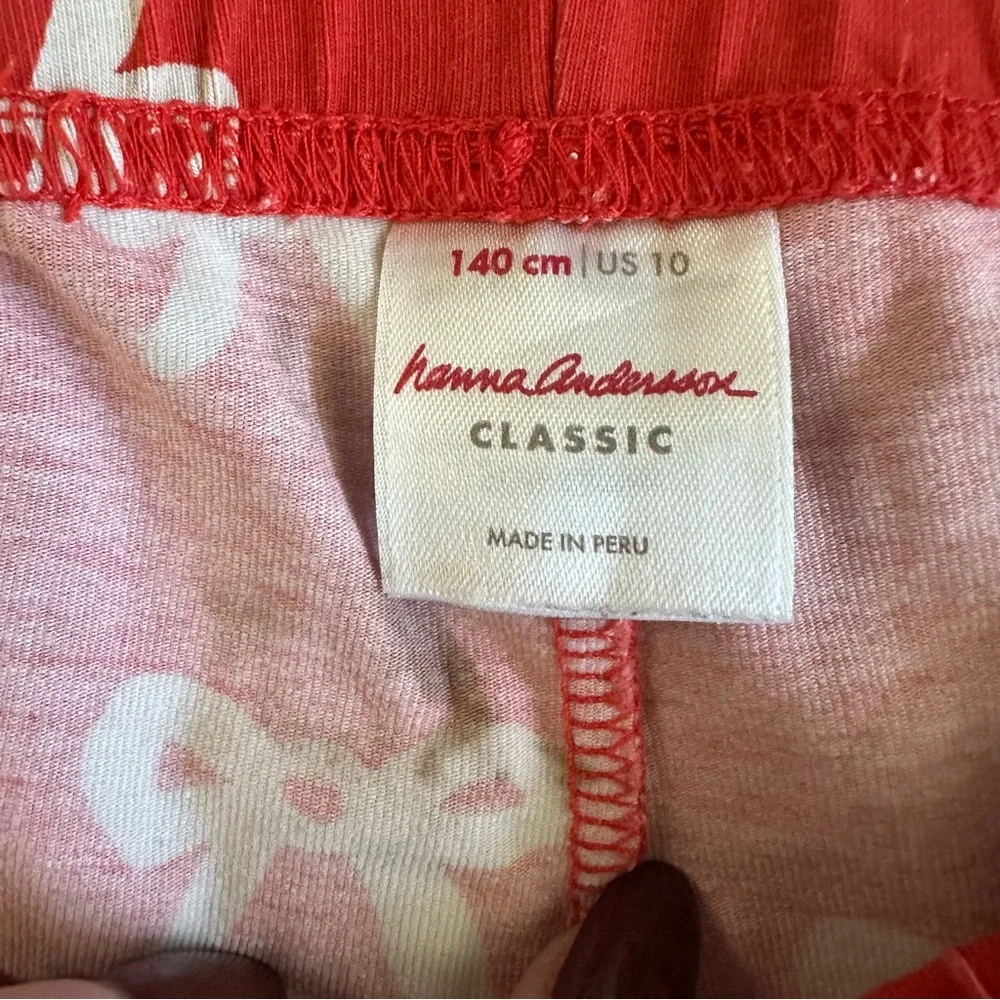 140 cm | US 10
hanna Andersson
CLASSIC
MADE IN PERU